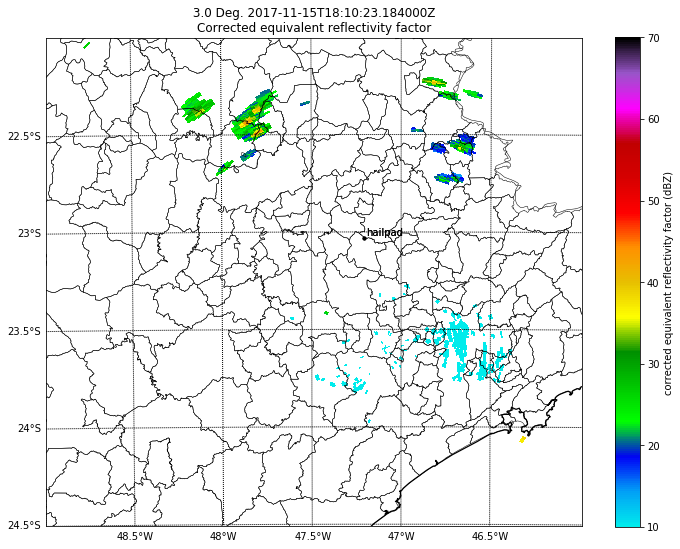 3.0 Deg. 2017-11-15T18:10:23.184000Z
Corrected equivalent reflectivity factor
70
60
50
40
30
20
10
corrected equivalent reflectivity factor (dBZ)
22.5°S
23°S
23.5°S
24°S
24.5°S
hailpad
48.5°W
48°W
47.5°W
47°W
46.5°W